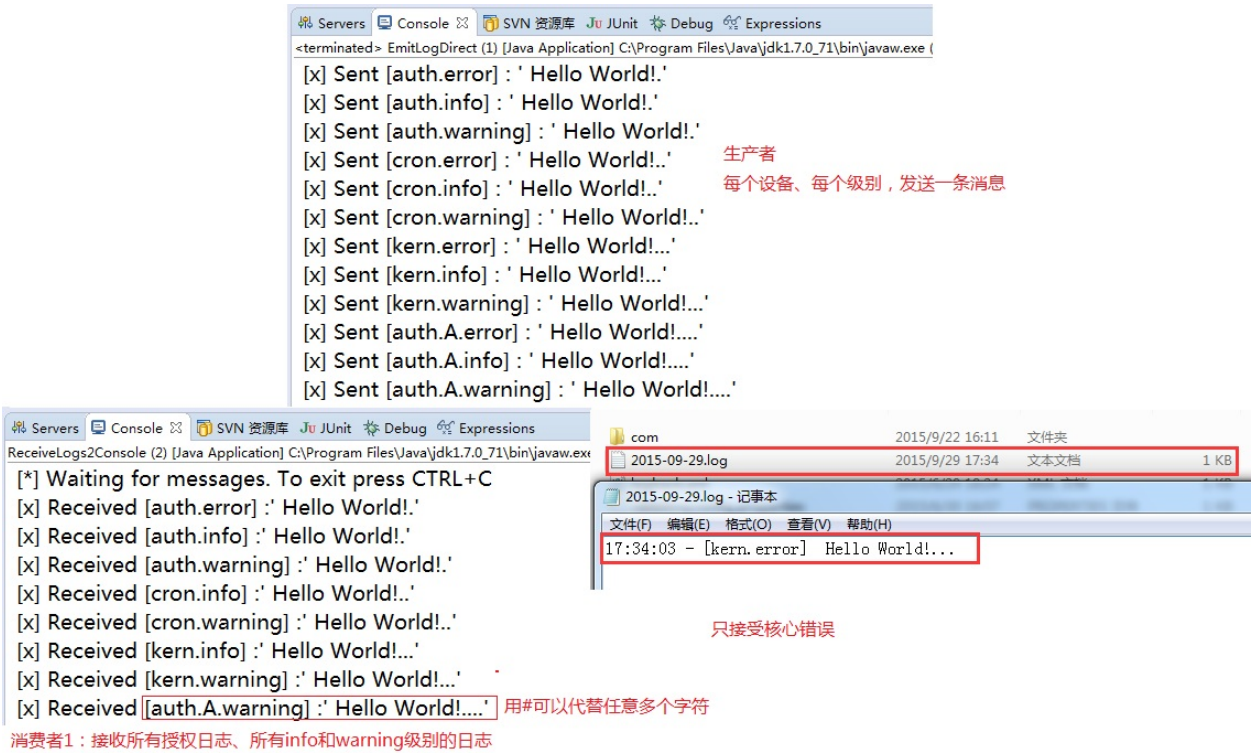 Servers Console SVN 资源库 JUnit Debug Expressions
<terminated> EmitLogDirect (1) [Java Application] C:\Program Files\Java\jdk1.7.0_71\bin\javaw.exe (
[x] Sent [auth.error] : ' Hello World!.'
[x] Sent [auth.info] : ' Hello World!.'
[x] Sent [auth.warning] : ' Hello World!.'
[x] Sent [cron.error] : ' Hello World!..'
[x] Sent [cron.info] : ' Hello World!..'
[x] Sent [cron.warning] : ' Hello World!..'
[x] Sent [kern.error] : ' Hello World!...'
[x] Sent [kern.info] : ' Hello World!...'
[x] Sent [kern.warning] : ' Hello World!...'
[x] Sent [auth.A.error] : ' Hello World!....'
[x] Sent [auth.A.info] : ' Hello World!....'
[x] Sent [auth.A.warning] : ' Hello World!....'
生产者
每个设备、每个级别，发送一条消息
Servers Console SVN 资源库 JUnit Debug Expressions
ReceiveLogs2Console (2) [Java Application] C:\Program Files\Java\jdk1.7.0_71\bin\javaw.exe
[*] Waiting for messages. To exit press CTRL+C
[x] Received [auth.error] :' Hello World!.'
[x] Received [auth.info] :' Hello World!.'
[x] Received [auth.warning] :' Hello World!.'
[x] Received [cron.info] :' Hello World!..'
[x] Received [cron.warning] :' Hello World!..'
[x] Received [kern.info] :' Hello World!...'
[x] Received [kern.warning] :' Hello World!...'
[x] Received [auth.A.warning] :' Hello World!....'
用#可以代替任意多个字符
消费者1：接收所有授权日志、所有info和warning级别的日志
com 2015/9/22 16:11 文件夹
2015-09-29.log 2015/9/29 17:34 文本文档 1 KB
2015-09-29.log - 记事本
文件(F) 编辑(E) 格式(O) 查看(V) 帮助(H)
17:34:03 - [kern.error] Hello World!...
只接受核心错误